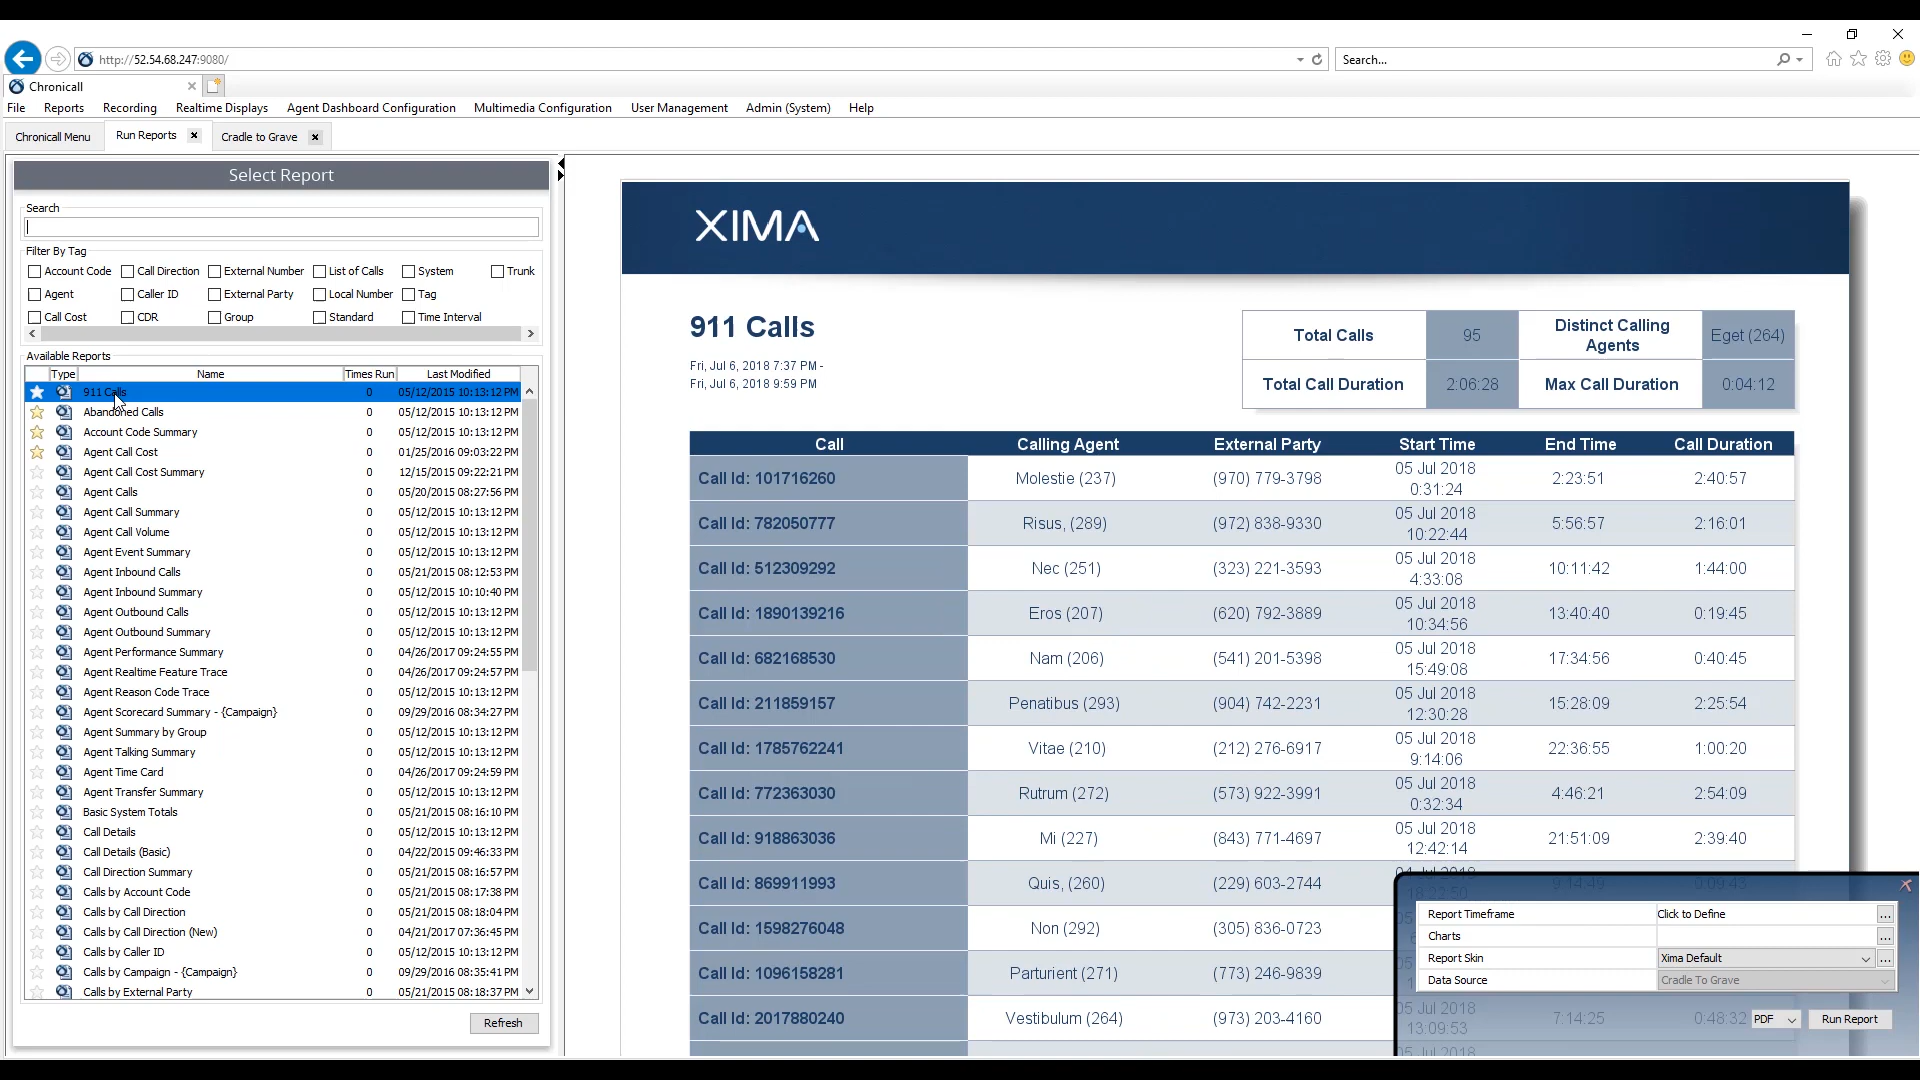 http://52.54.68.247:9080/
Search...
Chronicall
File Reports Recording Realtime Displays Agent Dashboard Configuration Multimedia Configuration User Management Admin (System) Help
Chronicall Menu Run Reports Cradle to Grave
Select Report
Search
Filter By Tag
Account Code Call Direction External Number List of Calls System Trunk
Agent Caller ID External Party Local Number Tag
Call Cost CDR Group Standard Time Interval
Available Reports
Type Name Times Run Last Modified
911 Calls 0 05/12/2015 10:13:12 PM
Abandoned Calls 0 05/12/2015 10:13:12 PM
Account Code Summary 0 05/12/2015 10:13:12 PM
Agent Call Cost 0 01/25/2016 09:03:22 PM
Agent Call Cost Summary 0 12/15/2015 09:22:21 PM
Agent Calls 0 05/20/2015 08:27:56 PM
Agent Call Summary 0 05/12/2015 10:13:12 PM
Agent Call Volume 0 05/12/2015 10:13:12 PM
Agent Event Summary 0 05/12/2015 10:13:12 PM
Agent Inbound Calls 0 05/21/2015 08:12:53 PM
Agent Inbound Summary 0 05/12/2015 10:10:40 PM
Agent Outbound Calls 0 05/12/2015 10:13:12 PM
Agent Outbound Summary 0 05/12/2015 10:13:12 PM
Agent Performance Summary 0 04/26/2017 09:24:55 PM
Agent Realtime Feature Trace 0 04/26/2017 09:24:57 PM
Agent Reason Code Trace 0 05/12/2015 10:13:12 PM
Agent Scorecard Summary - {Campaign} 0 09/29/2016 08:34:27 PM
Agent Summary by Group 0 05/12/2015 10:13:12 PM
Agent Talking Summary 0 05/12/2015 10:13:12 PM
Agent Time Card 0 04/26/2017 09:24:59 PM
Agent Transfer Summary 0 05/12/2015 10:13:12 PM
Basic System Totals 0 05/21/2015 08:16:10 PM
Call Details 0 05/12/2015 10:13:12 PM
Call Details (Basic) 0 04/22/2015 09:46:33 PM
Call Direction Summary 0 05/21/2015 08:16:57 PM
Calls by Account Code 0 05/21/2015 08:17:38 PM
Calls by Call Direction 0 05/21/2015 08:18:04 PM
Calls by Call Direction (New) 0 04/21/2017 07:36:45 PM
Calls by Caller ID 0 05/12/2015 10:13:12 PM
Calls by Campaign - {Campaign} 0 09/29/2016 08:35:41 PM
Calls by External Party 0 05/21/2015 08:18:37 PM
Refresh
XIMA
911 Calls
Fri, Jul 6, 2018 7:37 PM -
Fri, Jul 6, 2018 9:59 PM
Total Calls 95 Distinct Calling Agents Eget (264)
Total Call Duration 2:06:28 Max Call Duration 0:04:12
Call Calling Agent External Party Start Time End Time Call Duration
Call Id: 101716260 Molestie (237) (970) 779-3798 05 Jul 2018 0:31:24 2:23:51 2:40:57
Call Id: 782050777 Risus, (289) (972) 838-9330 05 Jul 2018 10:22:44 5:56:57 2:16:01
Call Id: 512309292 Nec (251) (323) 221-3593 05 Jul 2018 4:33:08 10:11:42 1:44:00
Call Id: 1890139216 Eros (207) (620) 792-3889 05 Jul 2018 10:34:56 13:40:40 0:19:45
Call Id: 682168530 Nam (206) (541) 201-5398 05 Jul 2018 15:49:08 17:34:56 0:40:45
Call Id: 211859157 Penatibus (293) (904) 742-2231 05 Jul 2018 12:30:28 15:28:09 2:25:54
Call Id: 1785762241 Vitae (210) (212) 276-6917 05 Jul 2018 9:14:06 22:36:55 1:00:20
Call Id: 772363030 Rutrum (272) (573) 922-3991 05 Jul 2018 0:32:34 4:46:21 2:54:09
Call Id: 918863036 Mi (227) (843) 771-4697 05 Jul 2018 12:42:14 21:51:09 2:39:40
Call Id: 869911993 Quis, (260) (229) 603-2744
Call Id: 1598276048 Non (292) (305) 836-0723
Call Id: 1096158281 Parturient (271) (773) 246-9839
Call Id: 2017880240 Vestibulum (264) (973) 203-4160 05 Jul 2018 13:09:53 7:14:25 0:48:32
Report Timeframe Click to Define ...
Charts ...
Report Skin Xima Default ...
Data Source Cradle To Grave
PDF Run Report